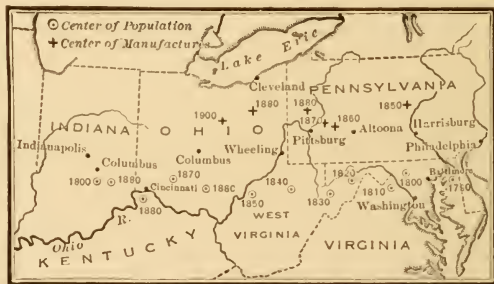 ⊙ Center of Population
+ Center of Manufactures
Lake Erie
Cleveland
PENNSYLVANIA
1900
1880
1880
1850
1870
1860
INDIANA
OHIO
Pittsburg
Altoona
Harrisburg
Philadelphia
Indianapolis
Columbus
Columbus
Wheeling
1800
1880
1870
Cincinnati
1860
1850
1840
1830
1820
1810
1800
Baltimore
1790
1880
WEST
VIRGINIA
Washington
Ohio R.
KENTUCKY
VIRGINIA